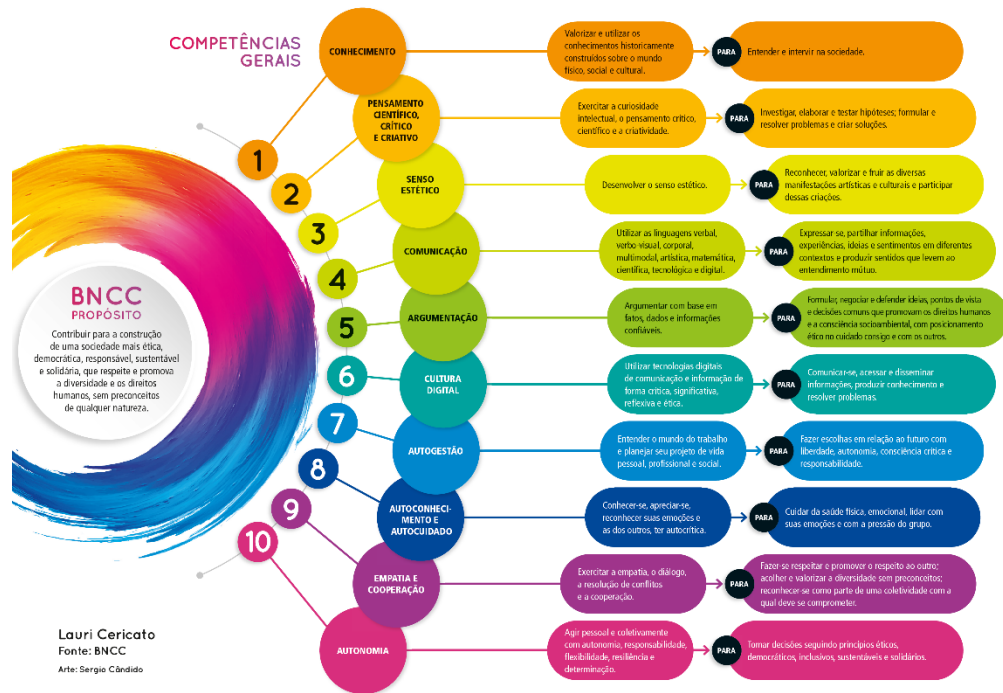 COMPETÊNCIAS
GERAIS
BNCC
PROPÓSITO
Contribuir para a construção
de uma sociedade mais ética,
democrática, responsável, sustentável
e solidária, que respeite e promova
a diversidade e os direitos
humanos, sem preconceitos
de qualquer natureza.
1
CONHECIMENTO
Valorizar e utilizar os
conhecimentos historicamente
construídos sobre o mundo
físico, social e cultural.
PARA
Entender e intervir na sociedade.
2
PENSAMENTO
CIENTÍFICO,
CRÍTICO
E CRIATIVO
Exercitar a curiosidade
intelectual, o pensamento crítico,
científico e a criatividade.
PARA
Investigar, elaborar e testar hipóteses; formular e
resolver problemas e criar soluções.
3
SENSO
ESTÉTICO
Desenvolver o senso estético.
PARA
Reconhecer, valorizar e fruir as diversas
manifestações artísticas e culturais e participar
dessas criações.
4
COMUNICAÇÃO
Utilizar as linguagens verbal,
verbo visual, corporal,
multimodal, artística, matemática,
científica, tecnológica e digital.
PARA
Expressar-se, partilhar informações,
experiências, ideias e sentimentos em diferentes
contextos e produzir sentidos que levem ao
entendimento mútuo.
5
ARGUMENTAÇÃO
Argumentar com base em
fatos, dados e informações
confiáveis.
PARA
Formular, negociar e defender ideias, pontos de vista
e decisões comuns que promovam os direitos humanos
e a consciência socioambiental, com posicionamento
ético no cuidado consigo e com os outros.
6
CULTURA
DIGITAL
Utilizar tecnologias digitais
de comunicação e informação de
forma crítica, significativa,
reflexiva e ética.
PARA
Comunicar-se, acessar e disseminar
informações, produzir conhecimento e
resolver problemas.
7
AUTOGESTÃO
Entender o mundo do trabalho
e planejar seu projeto de vida
pessoal, profissional e social.
PARA
Fazer escolhas em relação ao futuro com
liberdade, autonomia, consciência crítica e
responsabilidade.
8
AUTOCONHECI-
MENTO E
AUTOCUIDADO
Conhecer-se, apreciar-se,
reconhecer suas emoções e
as dos outros, ter autocrítica.
PARA
Cuidar da saúde física, emocional, lidar com
suas emoções e com a pressão do grupo.
9
EMPATIA E
COOPERAÇÃO
Exercitar a empatia, o diálogo,
a resolução de conflitos
e a cooperação.
PARA
Fazer-se respeitar e promover o respeito ao outro;
acolher e valorizar a diversidade sem preconceitos;
reconhecer-se como parte de uma coletividade com a
qual deve se comprometer.
10
AUTONOMIA
Agir pessoal e coletivamente
com autonomia, responsabilidade,
flexibilidade, resiliência e
determinação.
PARA
Tomar decisões seguindo princípios éticos,
democráticos, inclusivos, sustentáveis e solidários.
Lauri Cericato
Fonte: BNCC
Arte: Sergio Cândido